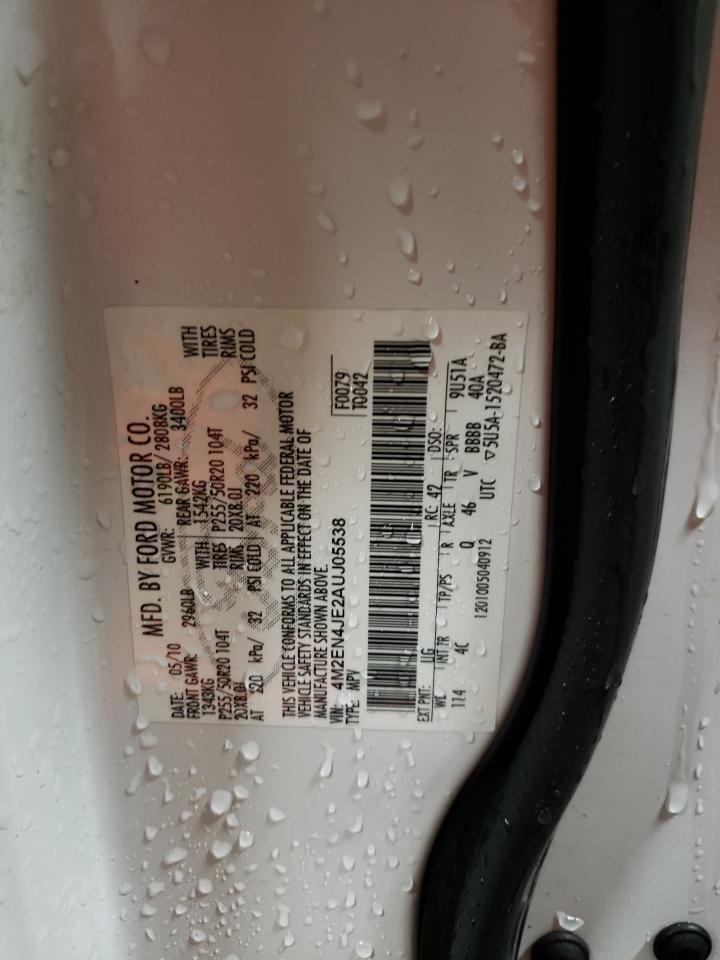 MFD. BY FORD MOTOR CO.
DATE: 05/10 GVWR: 6190LB/ 2808KG
FRONT GAWR: 2960LB REAR GAWR: 3400LB
1343KG WITH 1542KG WITH
P255/50R20 104T TIRES P255/50R20 104T TIRES
20X8.0J RIMS 20X8.0J RIMS
AT 220 kPa/ 32 PSI COLD AT 220 kPa/ 32 PSI COLD
THIS VEHICLE CONFORMS TO ALL APPLICABLE FEDERAL MOTOR
VEHICLE SAFETY STANDARDS IN EFFECT ON THE DATE OF
MANUFACTURE SHOWN ABOVE.
VIN: 4M2EN4JE2AUJ05538 F0079
TYPE: MPV T0042
EXT PNT: UG RC: 42 DSO:
WB INT TR TP/PS R AXLE TR SPR 9U51A
114 4C Q 46 V BBBB 40A
1201005040912 UTC ▽5U5A-1520472-BA